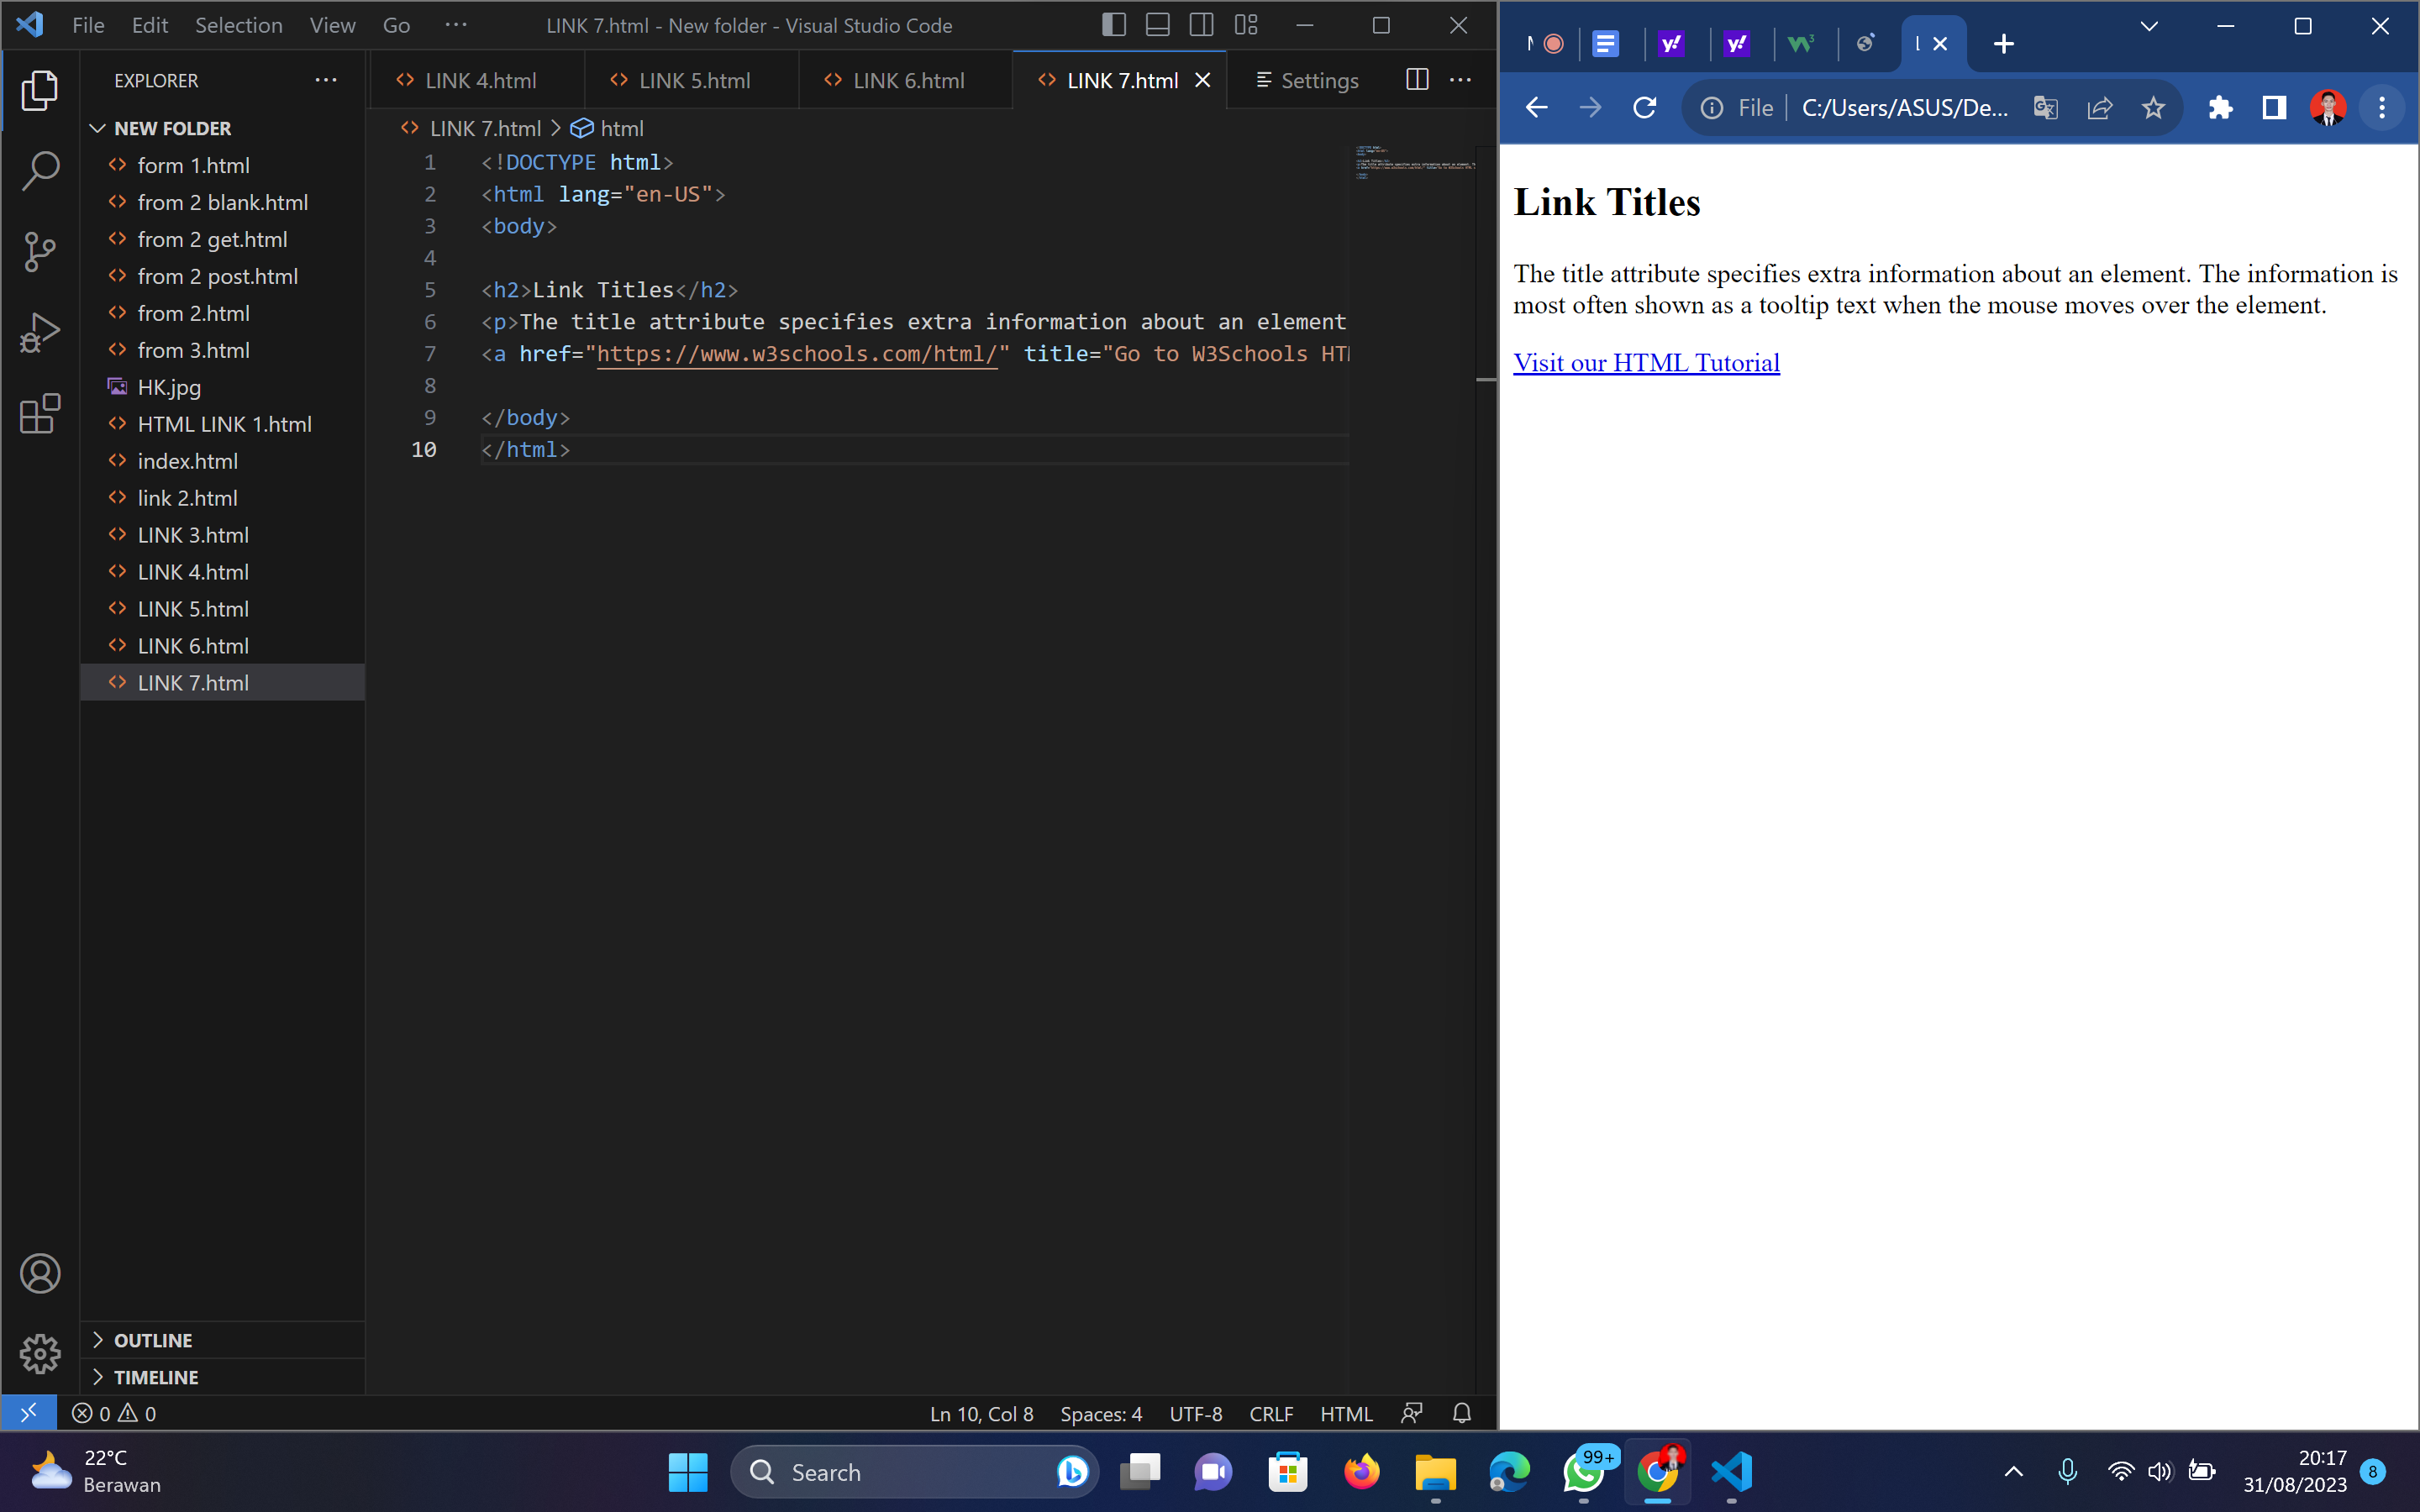 File Edit Selection View Go ··· LINK 7.html - New folder - Visual Studio Code
EXPLORER ···
NEW FOLDER
form 1.html
from 2 blank.html
from 2 get.html
from 2 post.html
from 2.html
from 3.html
HK.jpg
HTML LINK 1.html
index.html
link 2.html
LINK 3.html
LINK 4.html
LINK 5.html
LINK 6.html
LINK 7.html
OUTLINE
TIMELINE
LINK 4.html LINK 5.html LINK 6.html LINK 7.html Settings ···
LINK 7.html > html
1 <!DOCTYPE html>
2 <html lang="en-US">
3 <body>
4
5 <h2>Link Titles</h2>
6 <p>The title attribute specifies extra information about an element
7 <a href="https://www.w3schools.com/html/" title="Go to W3Schools HTM
8
9 </body>
10 </html>
0 0 Ln 10, Col 8 Spaces: 4 UTF-8 CRLF HTML
File C:/Users/ASUS/De...
Link Titles
The title attribute specifies extra information about an element. The information is
most often shown as a tooltip text when the mouse moves over the element.
Visit our HTML Tutorial
22°C
Berawan
Search
99+
20:17
31/08/2023
8